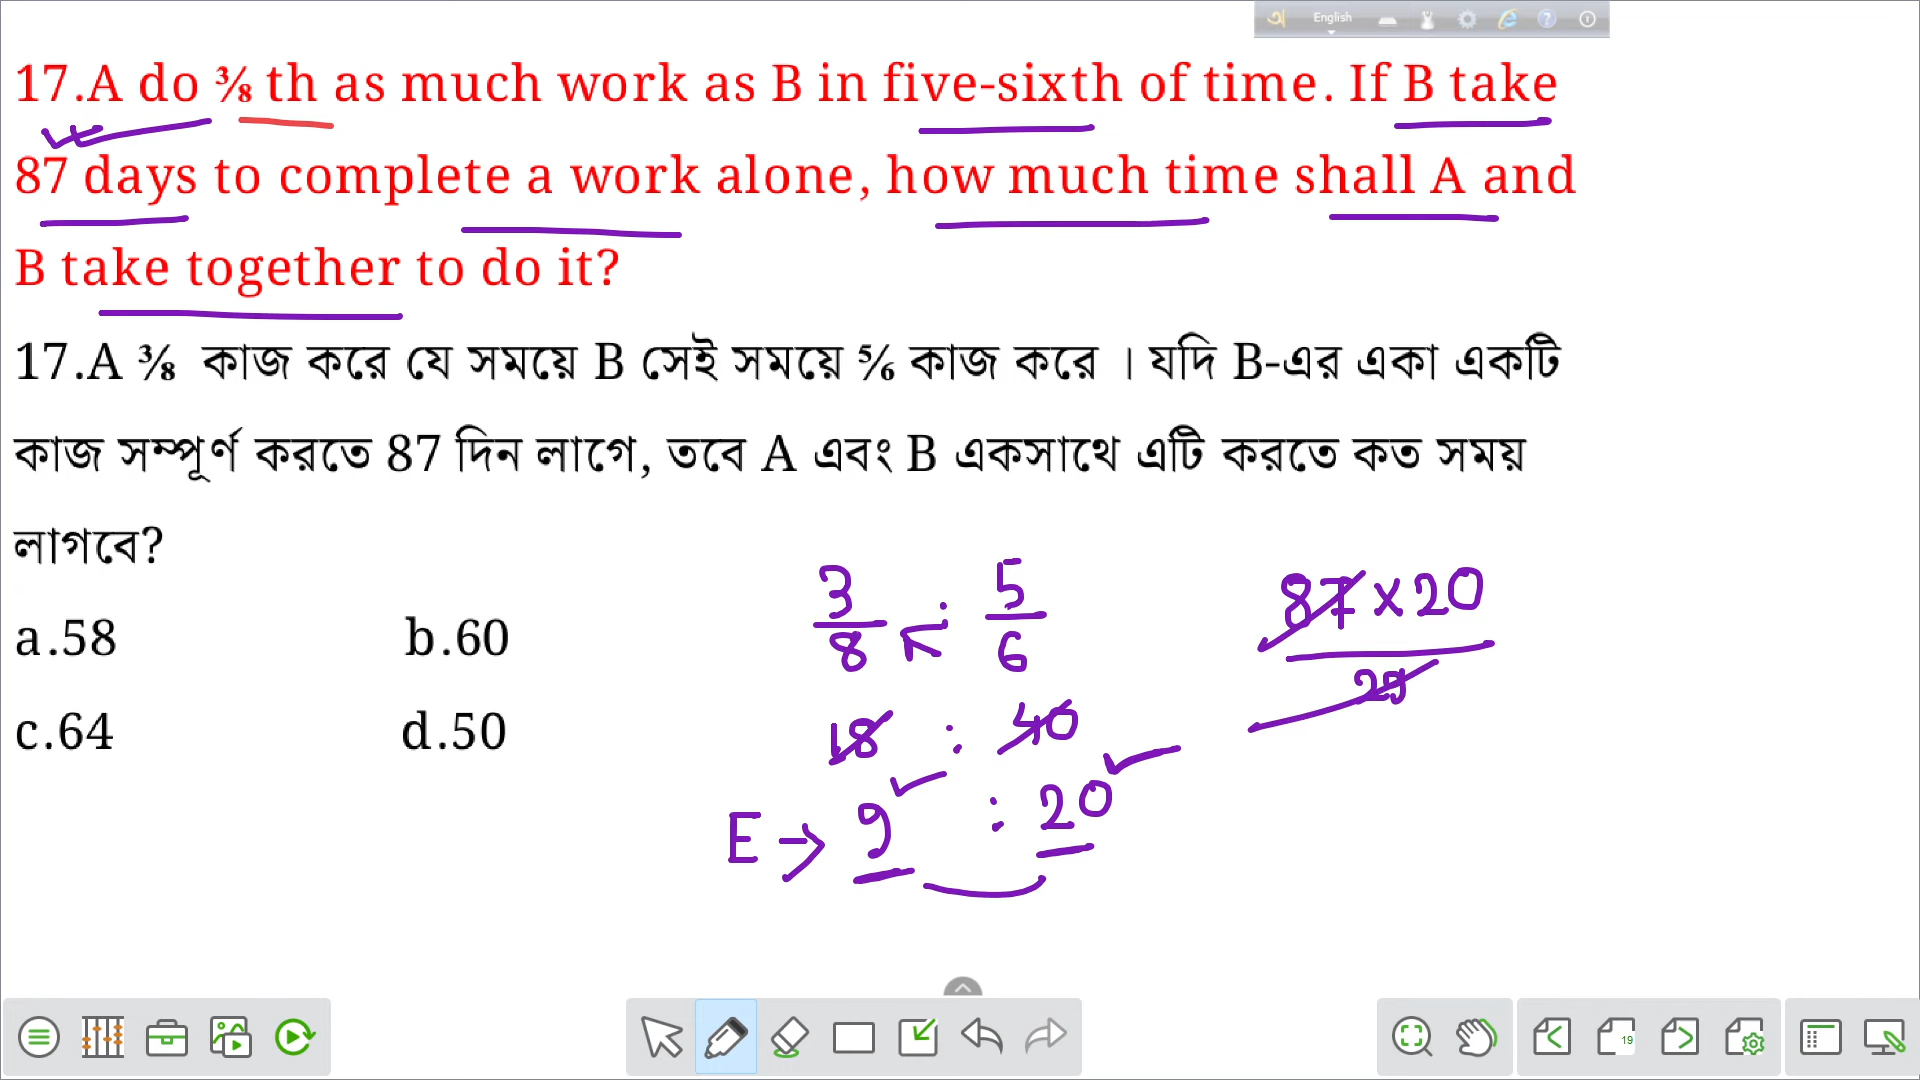 English
17.A do ⅜ th as much work as B in five-sixth of time. If B take
87 days to complete a work alone, how much time shall A and
B take together to do it?
17.A ⅜ কাজ করে যে সময়ে B সেই সময়ে ⅚ কাজ করে । যদি B-এর একা একটি
কাজ সম্পূর্ণ করতে 87 দিন লাগে, তবে A এবং B একসাথে এটি করতে কত সময়
লাগবে?
a.58 b.60
c.64 d.50
3/8 : 5/6
18 : 40
E → 9 : 20
87 × 20
29
19